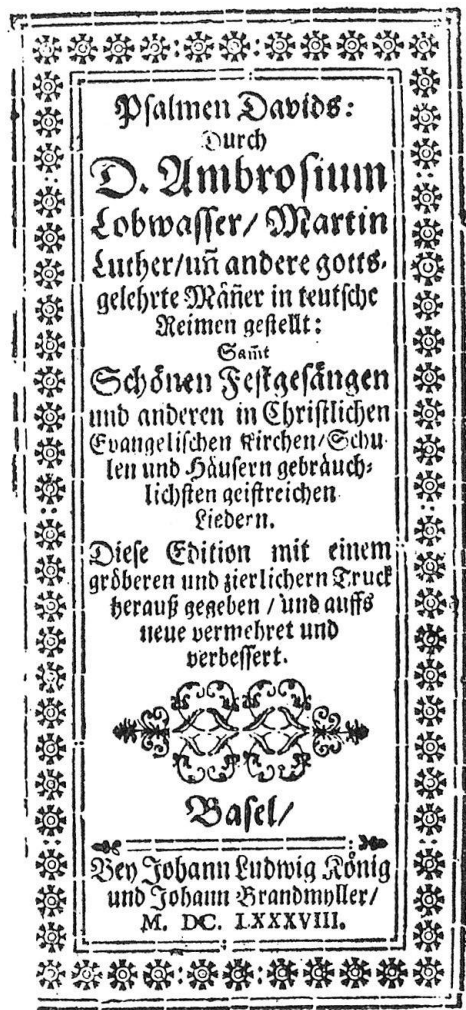 Psalmen Davids:
Durch
D. Ambrosium
Lobwasser/ Martin
Luther/uñ andere gotts-
gelehrte Mäñer in teutsche
Reimen gestellt:
Sam̃t
Schönen Festgesängen
und anderen in Christlichen
Evangelischen Kirchen/Schu-
len und Häusern gebräuch-
lichsten geistreichen
Liedern.
Diese Edition mit einem
gröberen und zierlichern Truck
herauß gegeben / und auffs
neue vermehret und
verbessert.
Basel/
Bey Johann Ludwig König
und Johann Brandmyller/
M. DC. LXXXVIII.